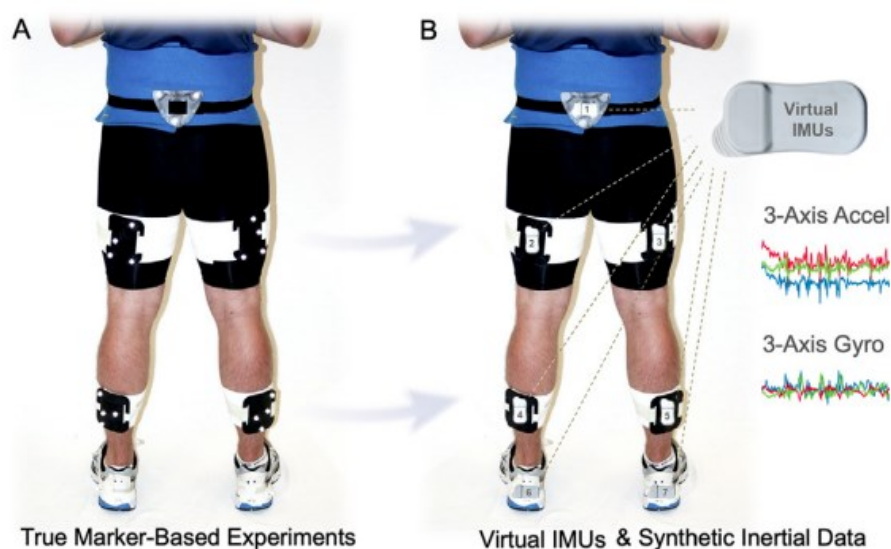 A
B
1
Virtual
IMUs
2
3
3-Axis Accel
3-Axis Gyro
4
5
6
7
True Marker-Based Experiments
Virtual IMUs & Synthetic Inertial Data